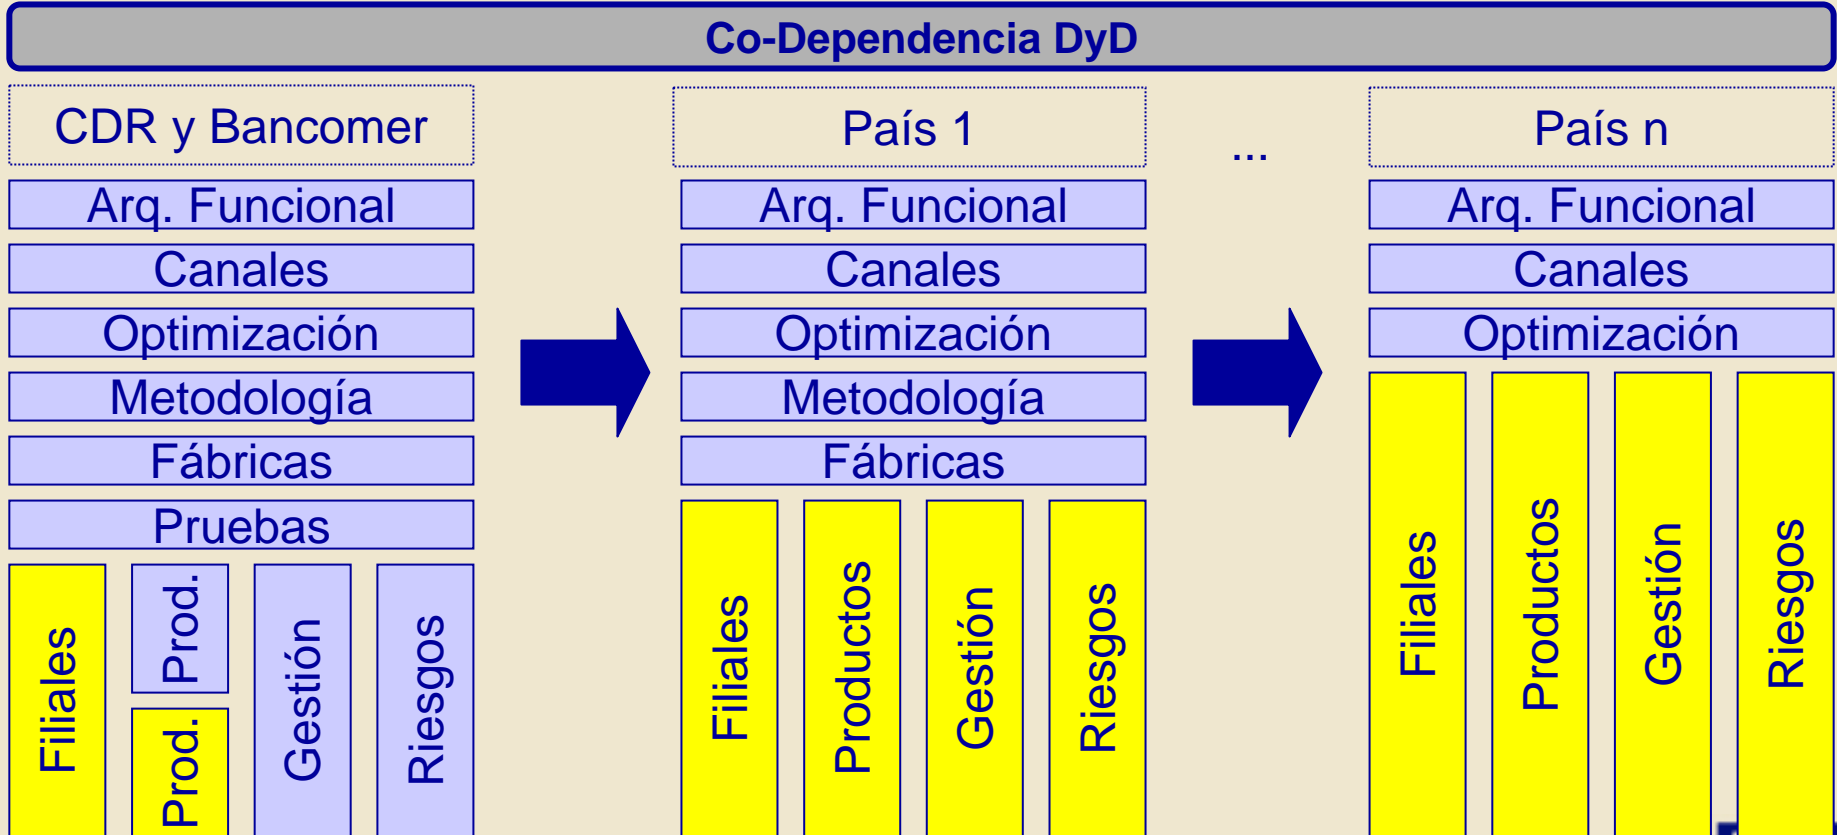 Co-Dependencia DyD
CDR y Bancomer
Arq. Funcional
Canales
Optimización
Metodología
Fábricas
Pruebas
Filiales
Prod.
Prod.
Gestión
Riesgos
País 1
Arq. Funcional
Canales
Optimización
Metodología
Fábricas
Filiales
Productos
Gestión
Riesgos
...
País n
Arq. Funcional
Canales
Optimización
Filiales
Productos
Gestión
Riesgos